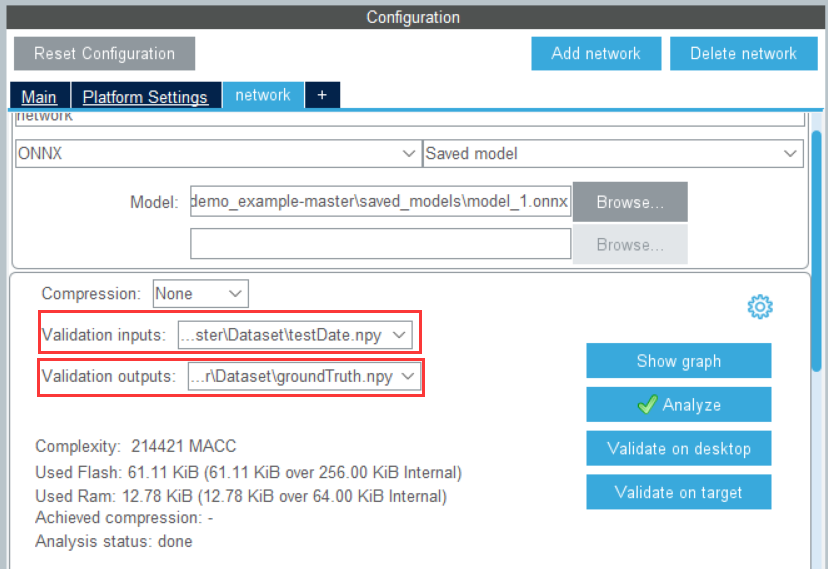 Configuration
Reset Configuration Add network Delete network
Main Platform Settings network +
network
ONNX Saved model
Model: demo_example-master\saved_models\model_1.onnx Browse...
Browse...
Compression: None
Validation inputs: ...ster\Dataset\testDate.npy
Validation outputs: ...r\Dataset\groundTruth.npy
Show graph
Analyze
Validate on desktop
Validate on target
Complexity: 214421 MACC
Used Flash: 61.11 KiB (61.11 KiB over 256.00 KiB Internal)
Used Ram: 12.78 KiB (12.78 KiB over 64.00 KiB Internal)
Achieved compression: -
Analysis status: done